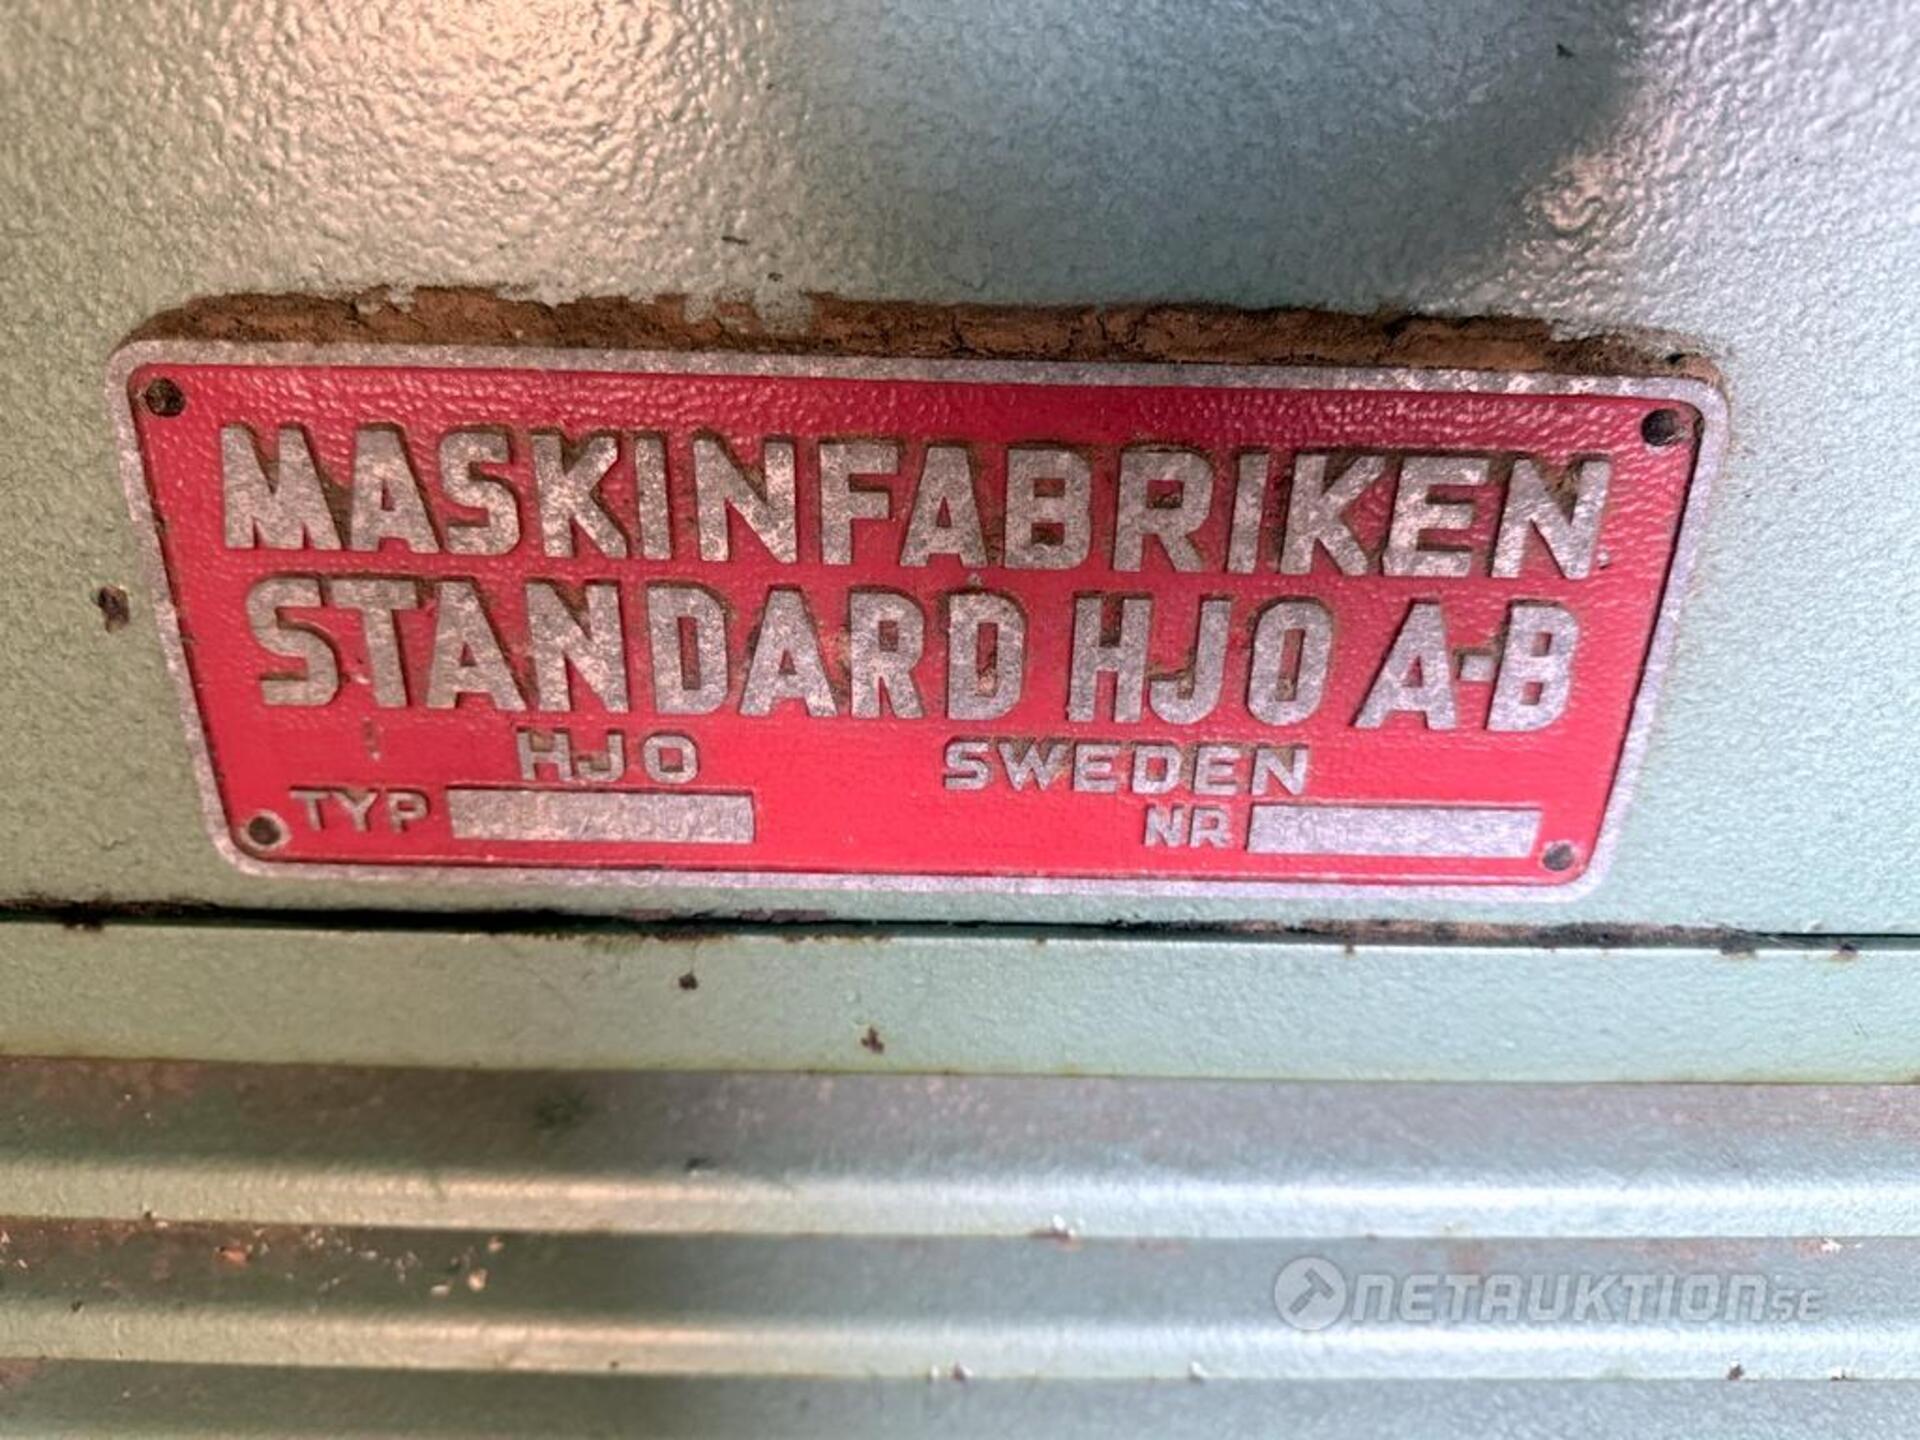 MASKINFABRIKEN
STANDARD HJO A-B
HJO SWEDEN
TYP NR
NETAUKTION.SE